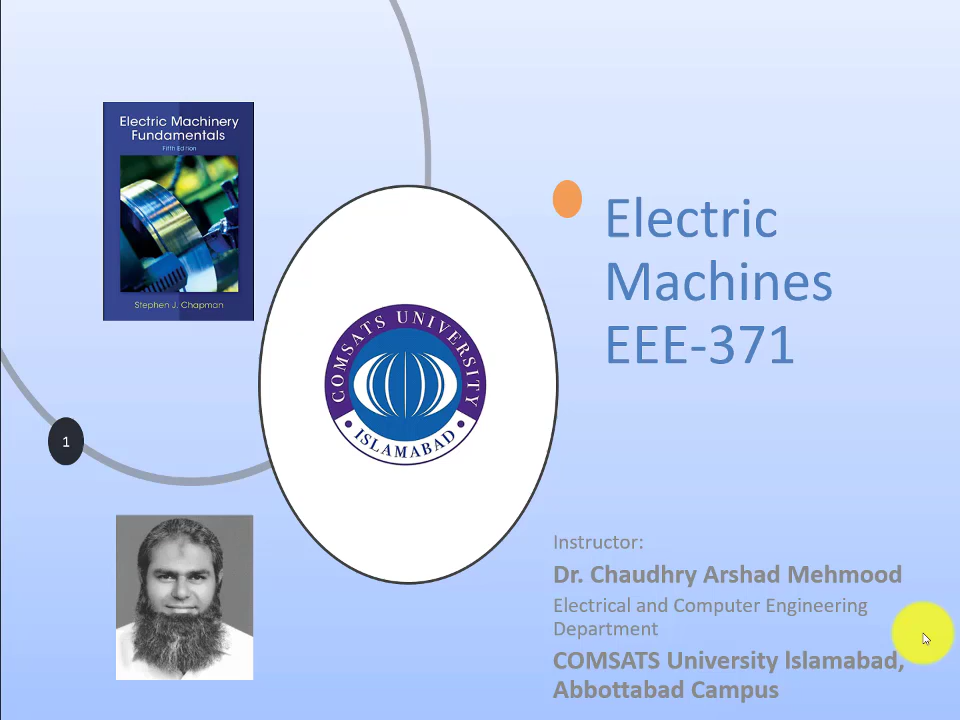 Electric Machinery
Fundamentals
Fifth Edition
Stephen J. Chapman
COMSATS UNIVERSITY
ISLAMABAD
Electric
Machines
EEE-371
1
Instructor:
Dr. Chaudhry Arshad Mehmood
Electrical and Computer Engineering
Department
COMSATS University Islamabad,
Abbottabad Campus